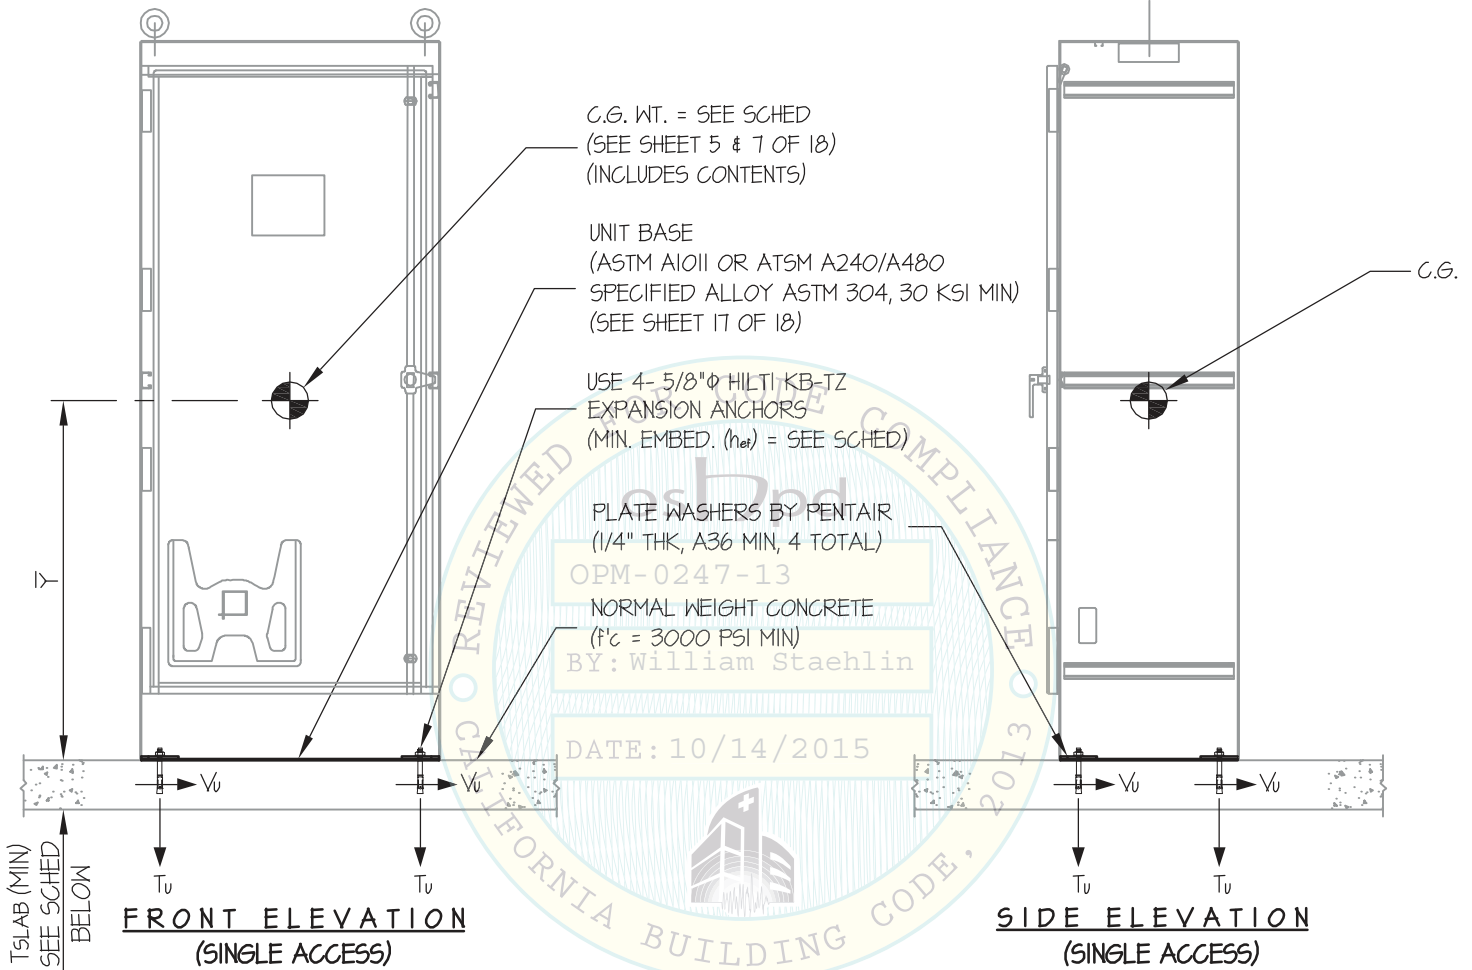 C.G. WT. = SEE SCHED
(SEE SHEET 5 & 7 OF 18)
(INCLUDES CONTENTS)
UNIT BASE
(ASTM A1011 OR ATSM A240/A480
SPECIFIED ALLOY ASTM 304, 30 KSI MIN)
(SEE SHEET 17 OF 18)
USE 4- 5/8"Φ HILTI KB-TZ
EXPANSION ANCHORS
(MIN. EMBED. (hef) = SEE SCHED)
PLATE WASHERS BY PENTAIR
(1/4" THK, A36 MIN, 4 TOTAL)
NORMAL WEIGHT CONCRETE
(f'c = 3000 PSI MIN)
C.G.
Y̅
Vu
Vu
Vu
Vu
Tu
Tu
Tu
Tu
TSLAB (MIN)
SEE SCHED
BELOW
FRONT ELEVATION
(SINGLE ACCESS)
SIDE ELEVATION
(SINGLE ACCESS)
REVIEWED FOR CODE COMPLIANCE
oshpd
OPM-0247-13
BY: William Staehlin
DATE: 10/14/2015
CALIFORNIA BUILDING CODE, 2013